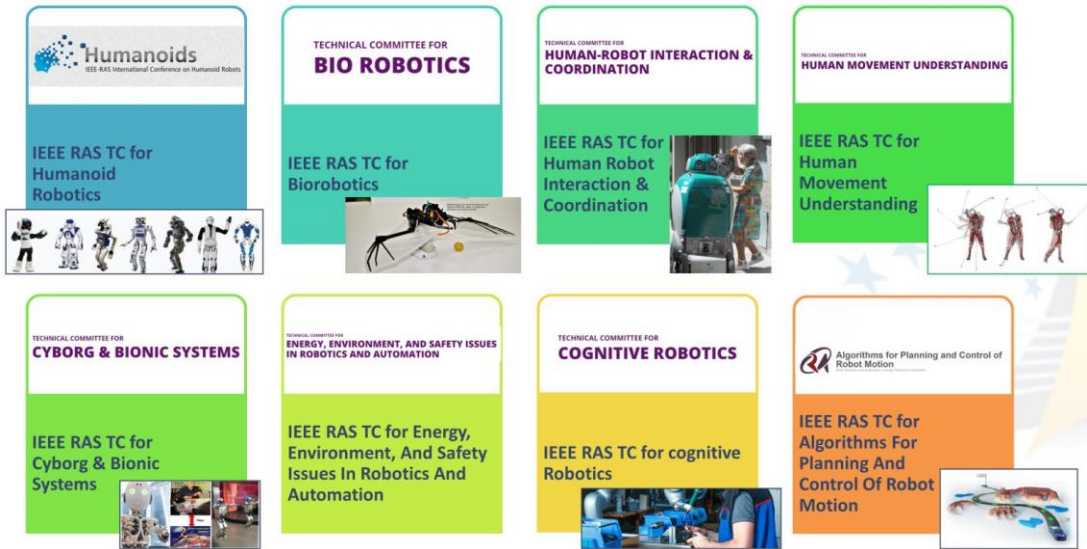 Humanoids
IEEE-RAS International Conference on Humanoid Robots
IEEE RAS TC for
Humanoid
Robotics
TECHNICAL COMMITTEE FOR
BIO ROBOTICS
IEEE RAS TC for
Biorobotics
TECHNICAL COMMITTEE FOR
HUMAN-ROBOT INTERACTION &
COORDINATION
IEEE RAS TC for
Human Robot
Interaction &
Coordination
TECHNICAL COMMITTEE FOR
HUMAN MOVEMENT UNDERSTANDING
IEEE RAS TC for
Human
Movement
Understanding
TECHNICAL COMMITTEE FOR
CYBORG & BIONIC SYSTEMS
IEEE RAS TC for
Cyborg & Bionic
Systems
TECHNICAL COMMITTEE FOR
ENERGY, ENVIRONMENT, AND SAFETY ISSUES
IN ROBOTICS AND AUTOMATION
IEEE RAS TC for Energy,
Environment, And Safety
Issues In Robotics And
Automation
TECHNICAL COMMITTEE FOR
COGNITIVE ROBOTICS
IEEE RAS TC for cognitive
Robotics
Algorithms for Planning and Control of
Robot Motion
IEEE RAS TC for
Algorithms For
Planning And
Control Of Robot
Motion